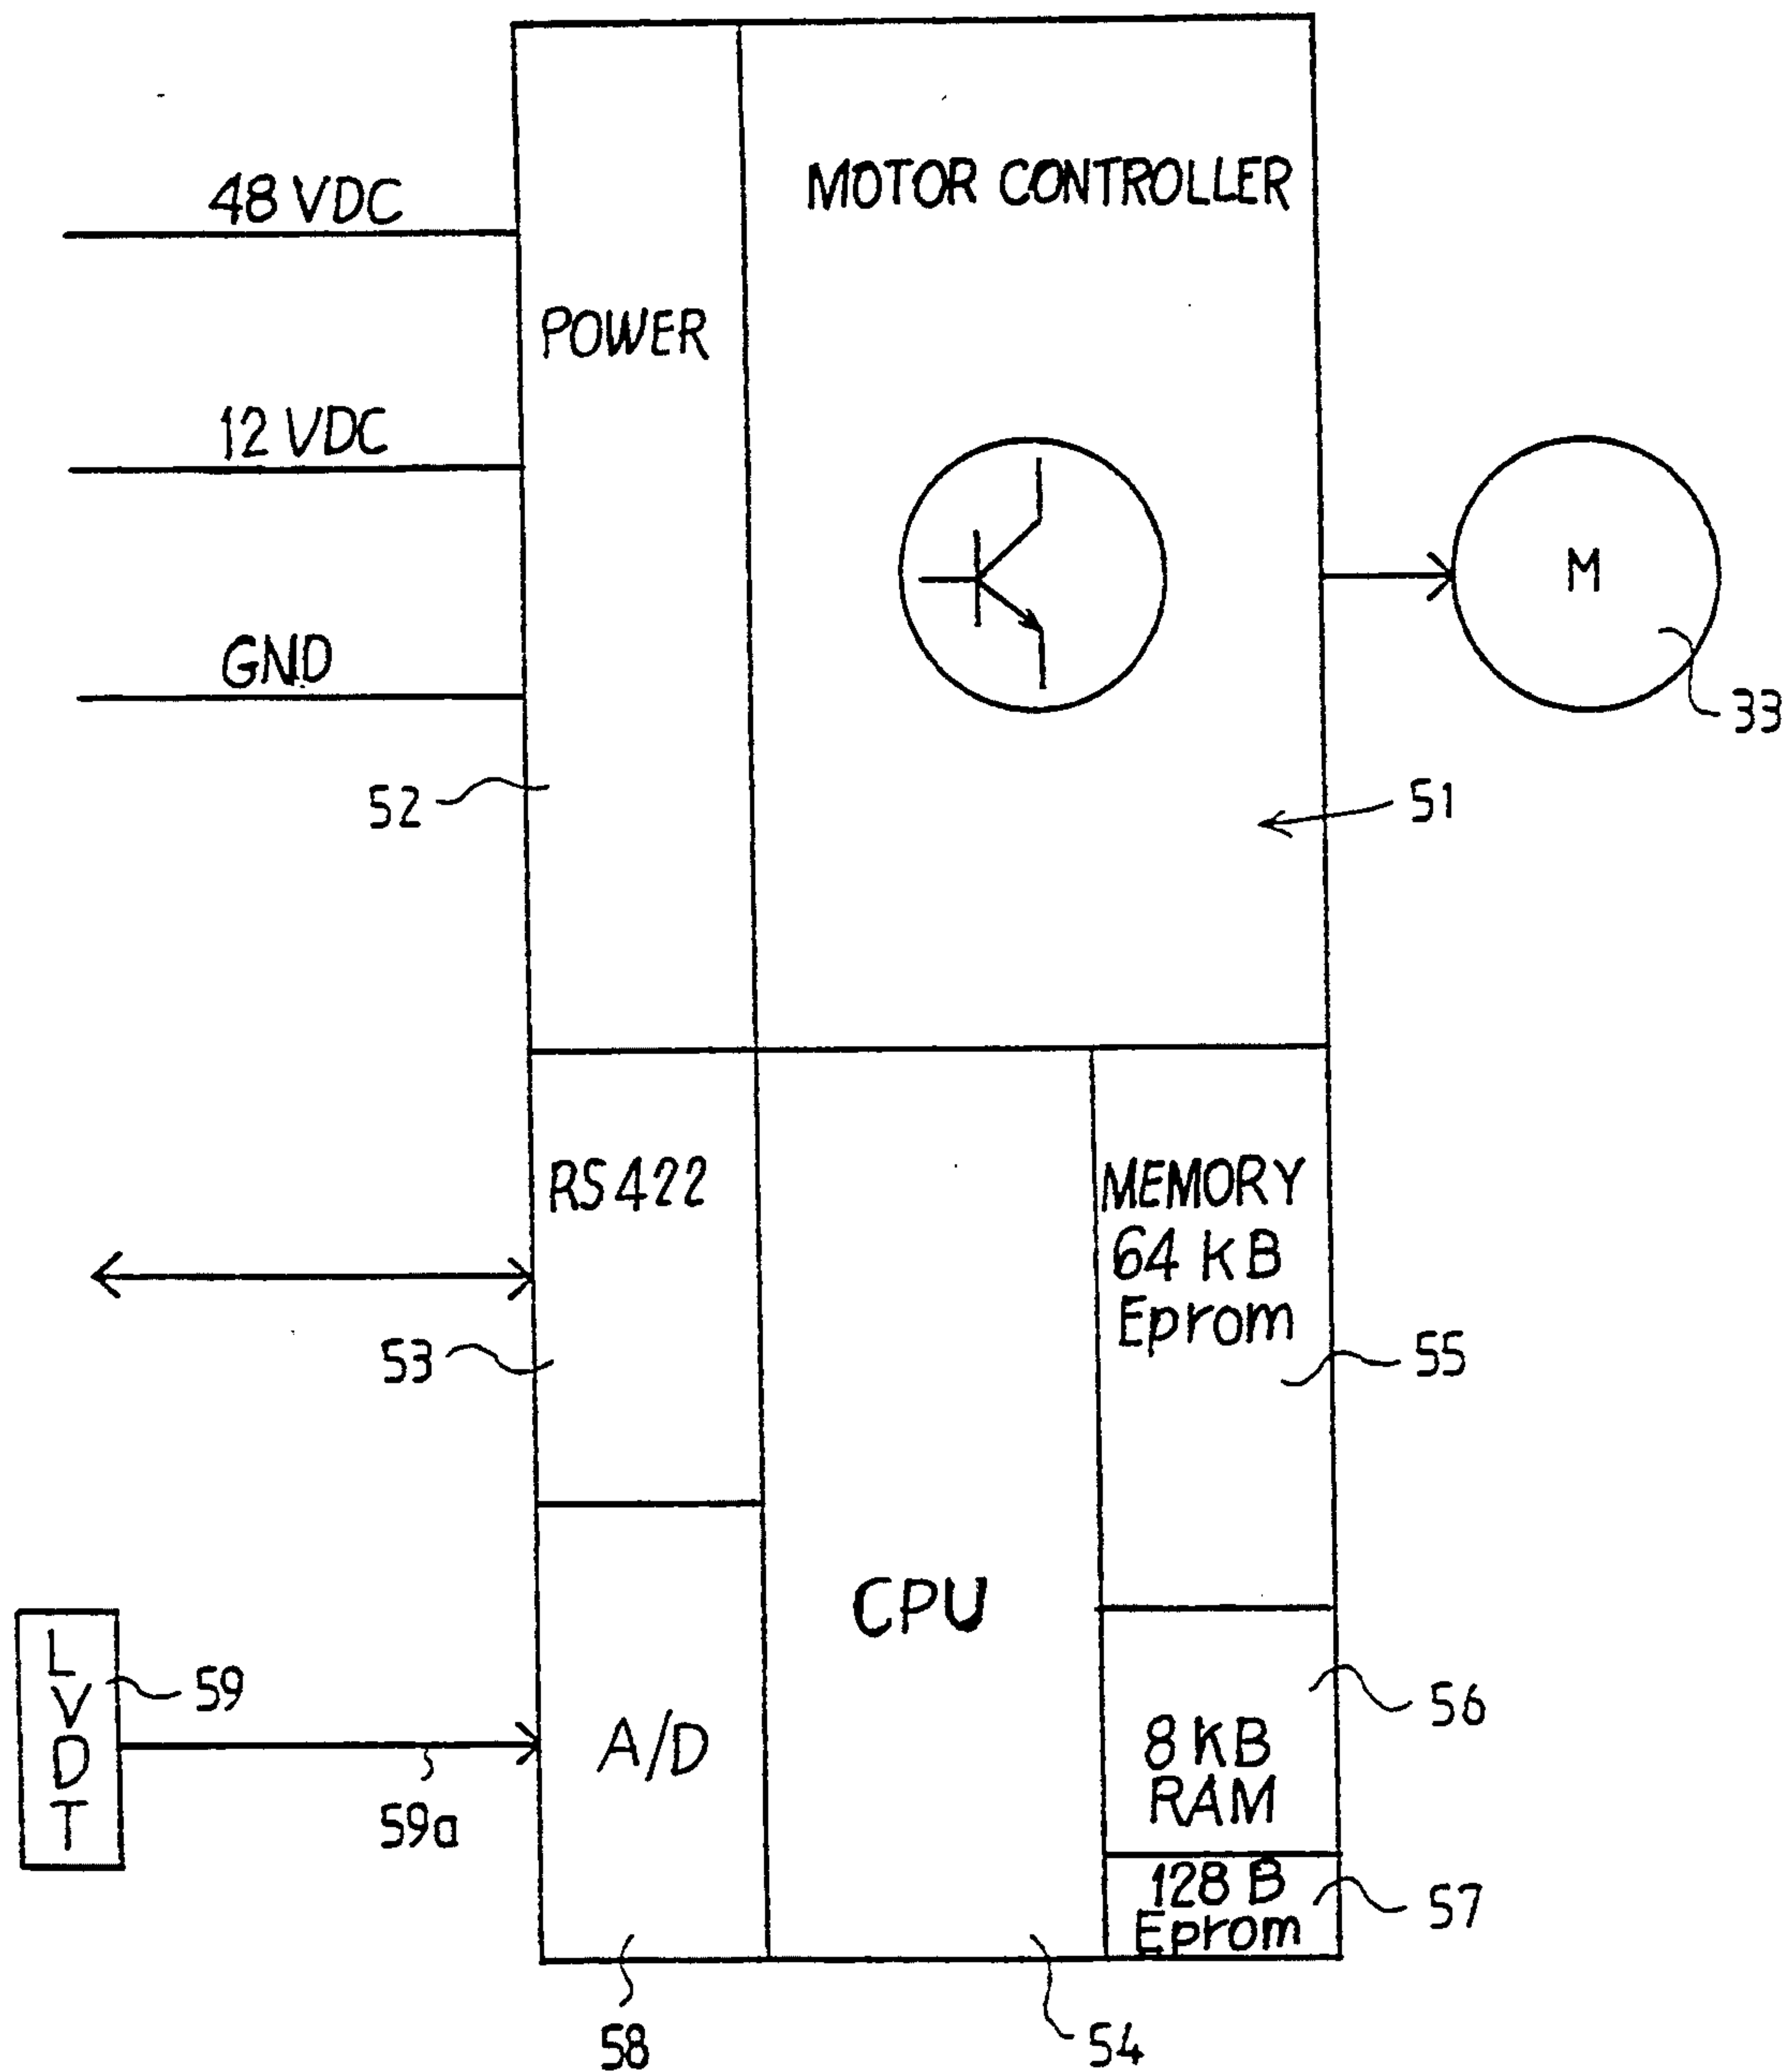 MOTOR CONTROLLER
48 VDC
POWER
12 VDC
M
GND
33
52
51
RS422
MEMORY
64 KB
Eprom
53
55
CPU
L
V
D
T
59
56
A/D
8 KB
RAM
59a
128 B
Eprom
57
58
54